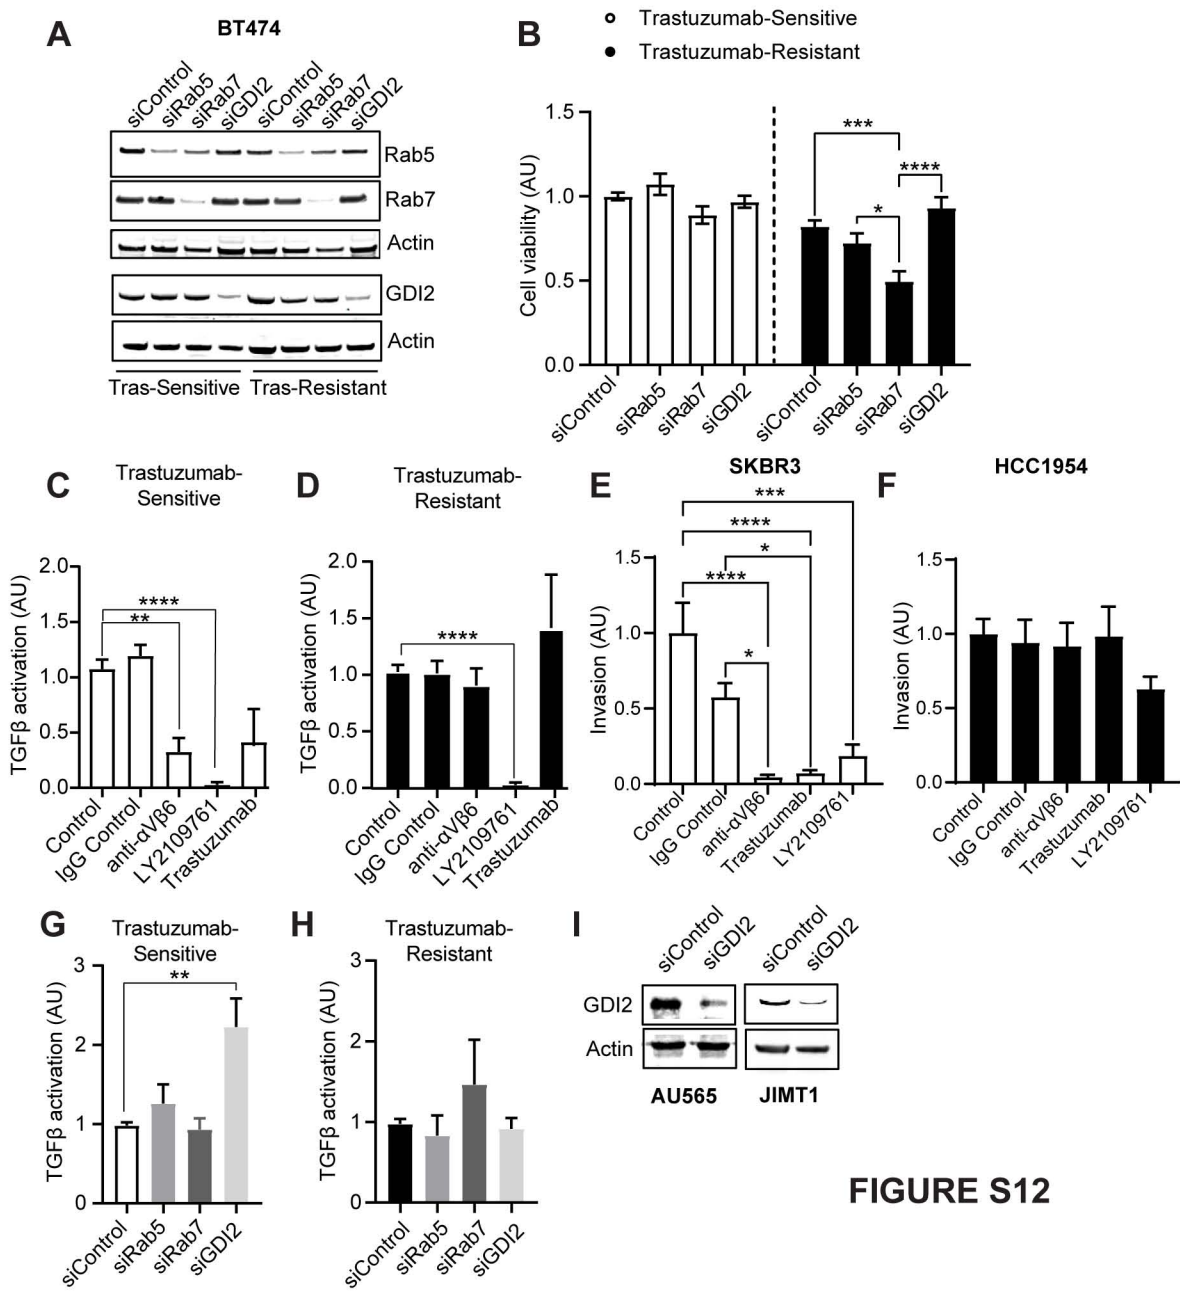 A
BT474
siControl
siRab5
siRab7
siGDI2
siControl
siRab5
siRab7
siGDI2
Rab5
Rab7
Actin
GDI2
Actin
Tras-Sensitive
Tras-Resistant
B
Trastuzumab-Sensitive
Trastuzumab-Resistant
Cell viability (AU)
1.5
1.0
0.5
0.0
***
****
*
siControl
siRab5
siRab7
siGDI2
siControl
siRab5
siRab7
siGDI2
C
Trastuzumab-
Sensitive
TGFβ activation (AU)
2.0
1.5
1.0
0.5
0.0
****
**
Control
IgG Control
anti-αVβ6
LY2109761
Trastuzumab
D
Trastuzumab-
Resistant
TGFβ activation (AU)
2.0
1.5
1.0
0.5
0.0
****
Control
IgG Control
anti-αVβ6
LY2109761
Trastuzumab
E
SKBR3
Invasion (AU)
1.5
1.0
0.5
0.0
***
****
*
****
*
Control
IgG Control
anti-αVβ6
Trastuzumab
LY2109761
F
HCC1954
Invasion (AU)
1.5
1.0
0.5
0.0
Control
IgG Control
anti-αVβ6
Trastuzumab
LY2109761
G
Trastuzumab-
Sensitive
TGFβ activation (AU)
3
2
1
0
**
siControl
siRab5
siRab7
siGDI2
H
Trastuzumab-
Resistant
TGFβ activation (AU)
3
2
1
0
siControl
siRab5
siRab7
siGDI2
I
siControl
siGDI2
siControl
siGDI2
GDI2
Actin
AU565
JIMT1
FIGURE S12